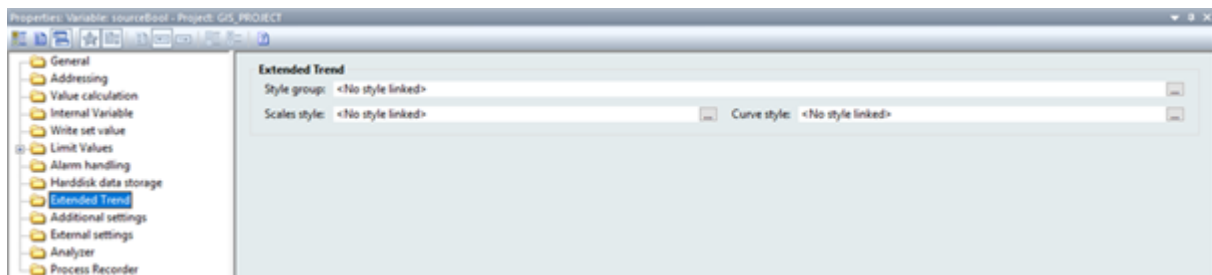 Properties: Variable: sourceBool - Project: GIS_PROJECT
General
Addressing
Value calculation
Internal Variable
Write set value
Limit Values
Alarm handling
Harddisk data storage
Extended Trend
Additional settings
External settings
Analyzer
Process Recorder
Extended Trend
Style group: <No style linked> ...
Scales style: <No style linked> ... Curve style: <No style linked> ...